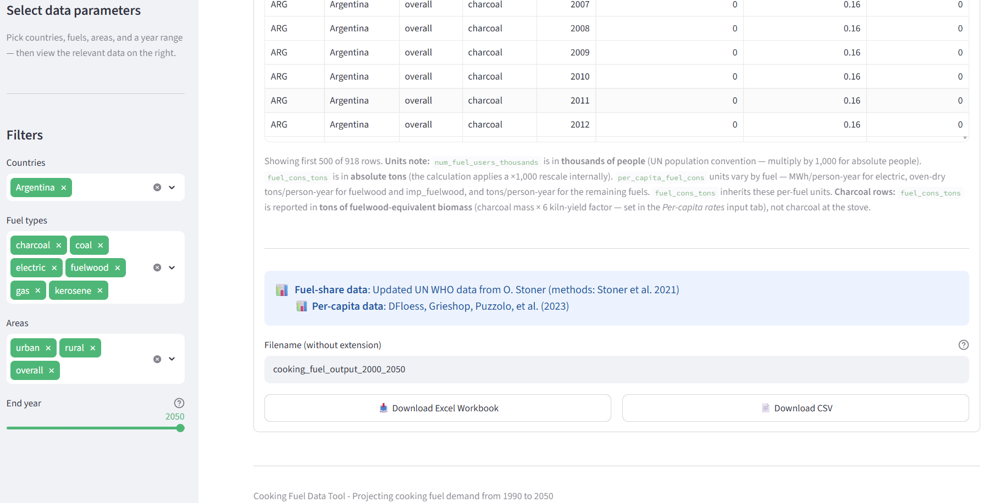 Select data parameters
Pick countries, fuels, areas, and a year range
— then view the relevant data on the right.
Filters
Countries
Argentina ×
Fuel types
charcoal × coal ×
electric × fuelwood ×
gas × kerosene ×
Areas
urban × rural ×
overall ×
End year
2050
ARG Argentina overall charcoal 2007 0 0.16 0
ARG Argentina overall charcoal 2008 0 0.16 0
ARG Argentina overall charcoal 2009 0 0.16 0
ARG Argentina overall charcoal 2010 0 0.16 0
ARG Argentina overall charcoal 2011 0 0.16 0
ARG Argentina overall charcoal 2012 0 0.16 0
Showing first 500 of 918 rows. Units note: num_fuel_users_thousands is in thousands of people (UN population convention — multiply by 1,000 for absolute people).
fuel_cons_tons is in absolute tons (the calculation applies a ×1,000 rescale internally). per_capita_fuel_cons units vary by fuel — MWh/person-year for electric, oven-dry
tons/person-year for fuelwood and imp_fuelwood, and tons/person-year for the remaining fuels. fuel_cons_tons inherits these per-fuel units. Charcoal rows: fuel_cons_tons
is reported in tons of fuelwood-equivalent biomass (charcoal mass × 6 kiln-yield factor — set in the Per-capita rates input tab), not charcoal at the stove.
Fuel-share data: Updated UN WHO data from O. Stoner (methods: Stoner et al. 2021)
Per-capita data: DFloess, Grieshop, Puzzolo, et al. (2023)
Filename (without extension)
cooking_fuel_output_2000_2050
Download Excel Workbook
Download CSV
Cooking Fuel Data Tool - Projecting cooking fuel demand from 1990 to 2050